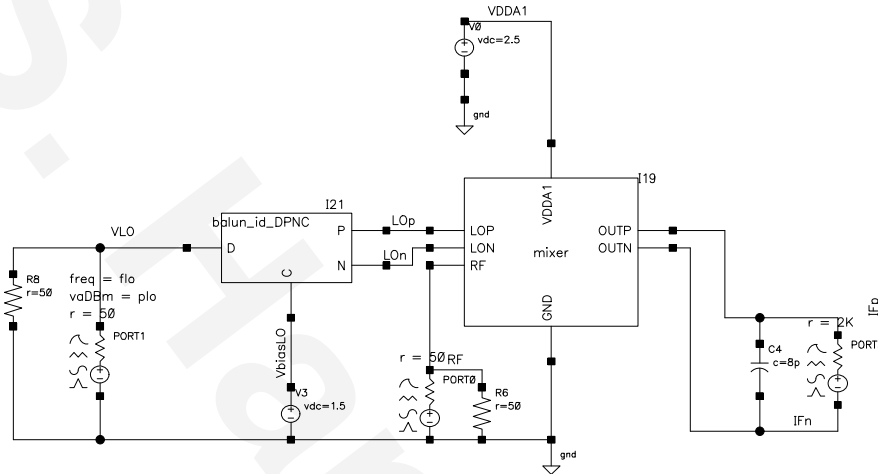 VDDA1
V0
vdc=2.5
gnd
I19
I21
balun_id_DPNC
VDDA1
VLO
P
LOp
LOP
OUTP
D
LOn
LON
mixer
OUTN
N
RF
C
R8
r=50
freq = flo
vaDBm = plo
r = 50
PORT1
GND
IFp
VbiasLO
r = 50
RF
PORT0
r = 2K
PORT
C4
c=8p
V3
vdc=1.5
R6
r=50
IFn
gnd